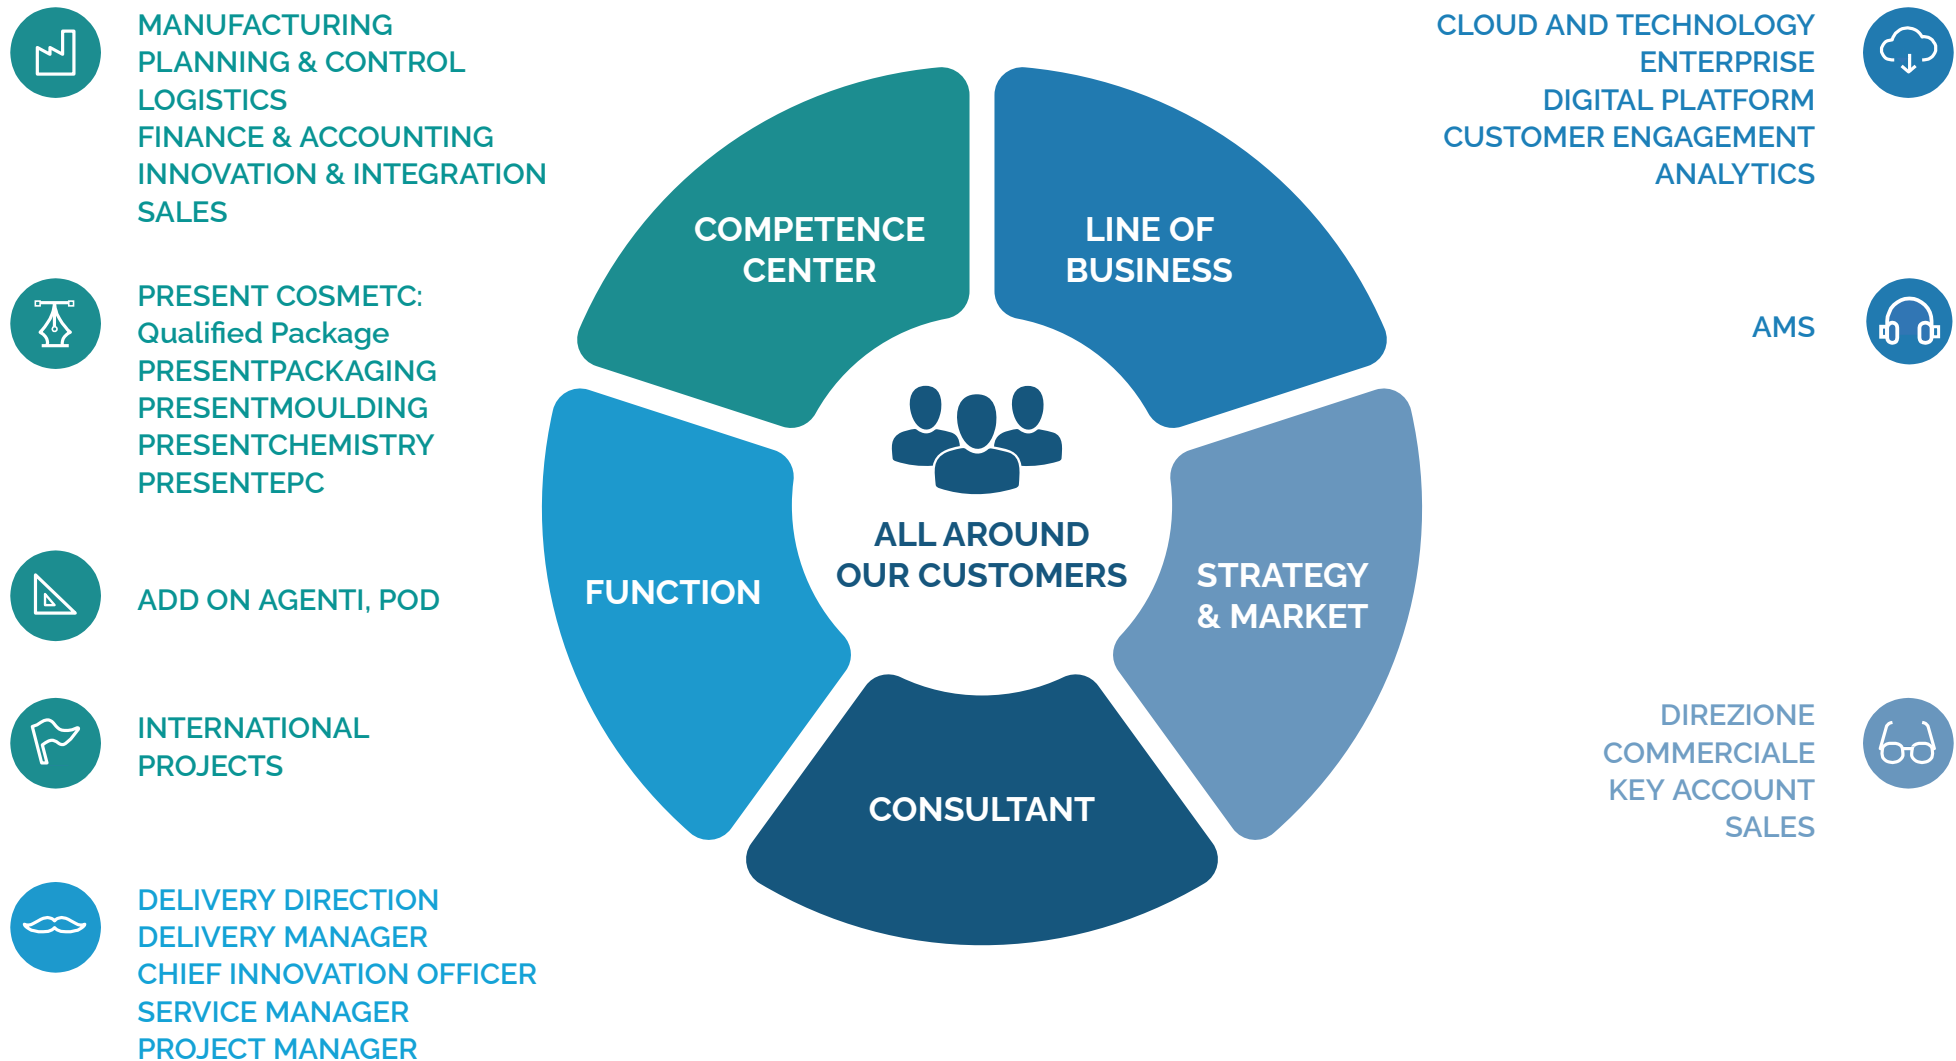 MANUFACTURING
PLANNING & CONTROL
LOGISTICS
FINANCE & ACCOUNTING
INNOVATION & INTEGRATION
SALES
PRESENT COSMETC:
Qualified Package
PRESENTPACKAGING
PRESENTMOULDING
PRESENTCHEMISTRY
PRESENTEPC
ADD ON AGENTI, POD
INTERNATIONAL
PROJECTS
DELIVERY DIRECTION
DELIVERY MANAGER
CHIEF INNOVATION OFFICER
SERVICE MANAGER
PROJECT MANAGER
COMPETENCE
CENTER
LINE OF
BUSINESS
FUNCTION
ALL AROUND
OUR CUSTOMERS
STRATEGY
& MARKET
CONSULTANT
CLOUD AND TECHNOLOGY
ENTERPRISE
DIGITAL PLATFORM
CUSTOMER ENGAGEMENT
ANALYTICS
AMS
DIREZIONE
COMMERCIALE
KEY ACCOUNT
SALES